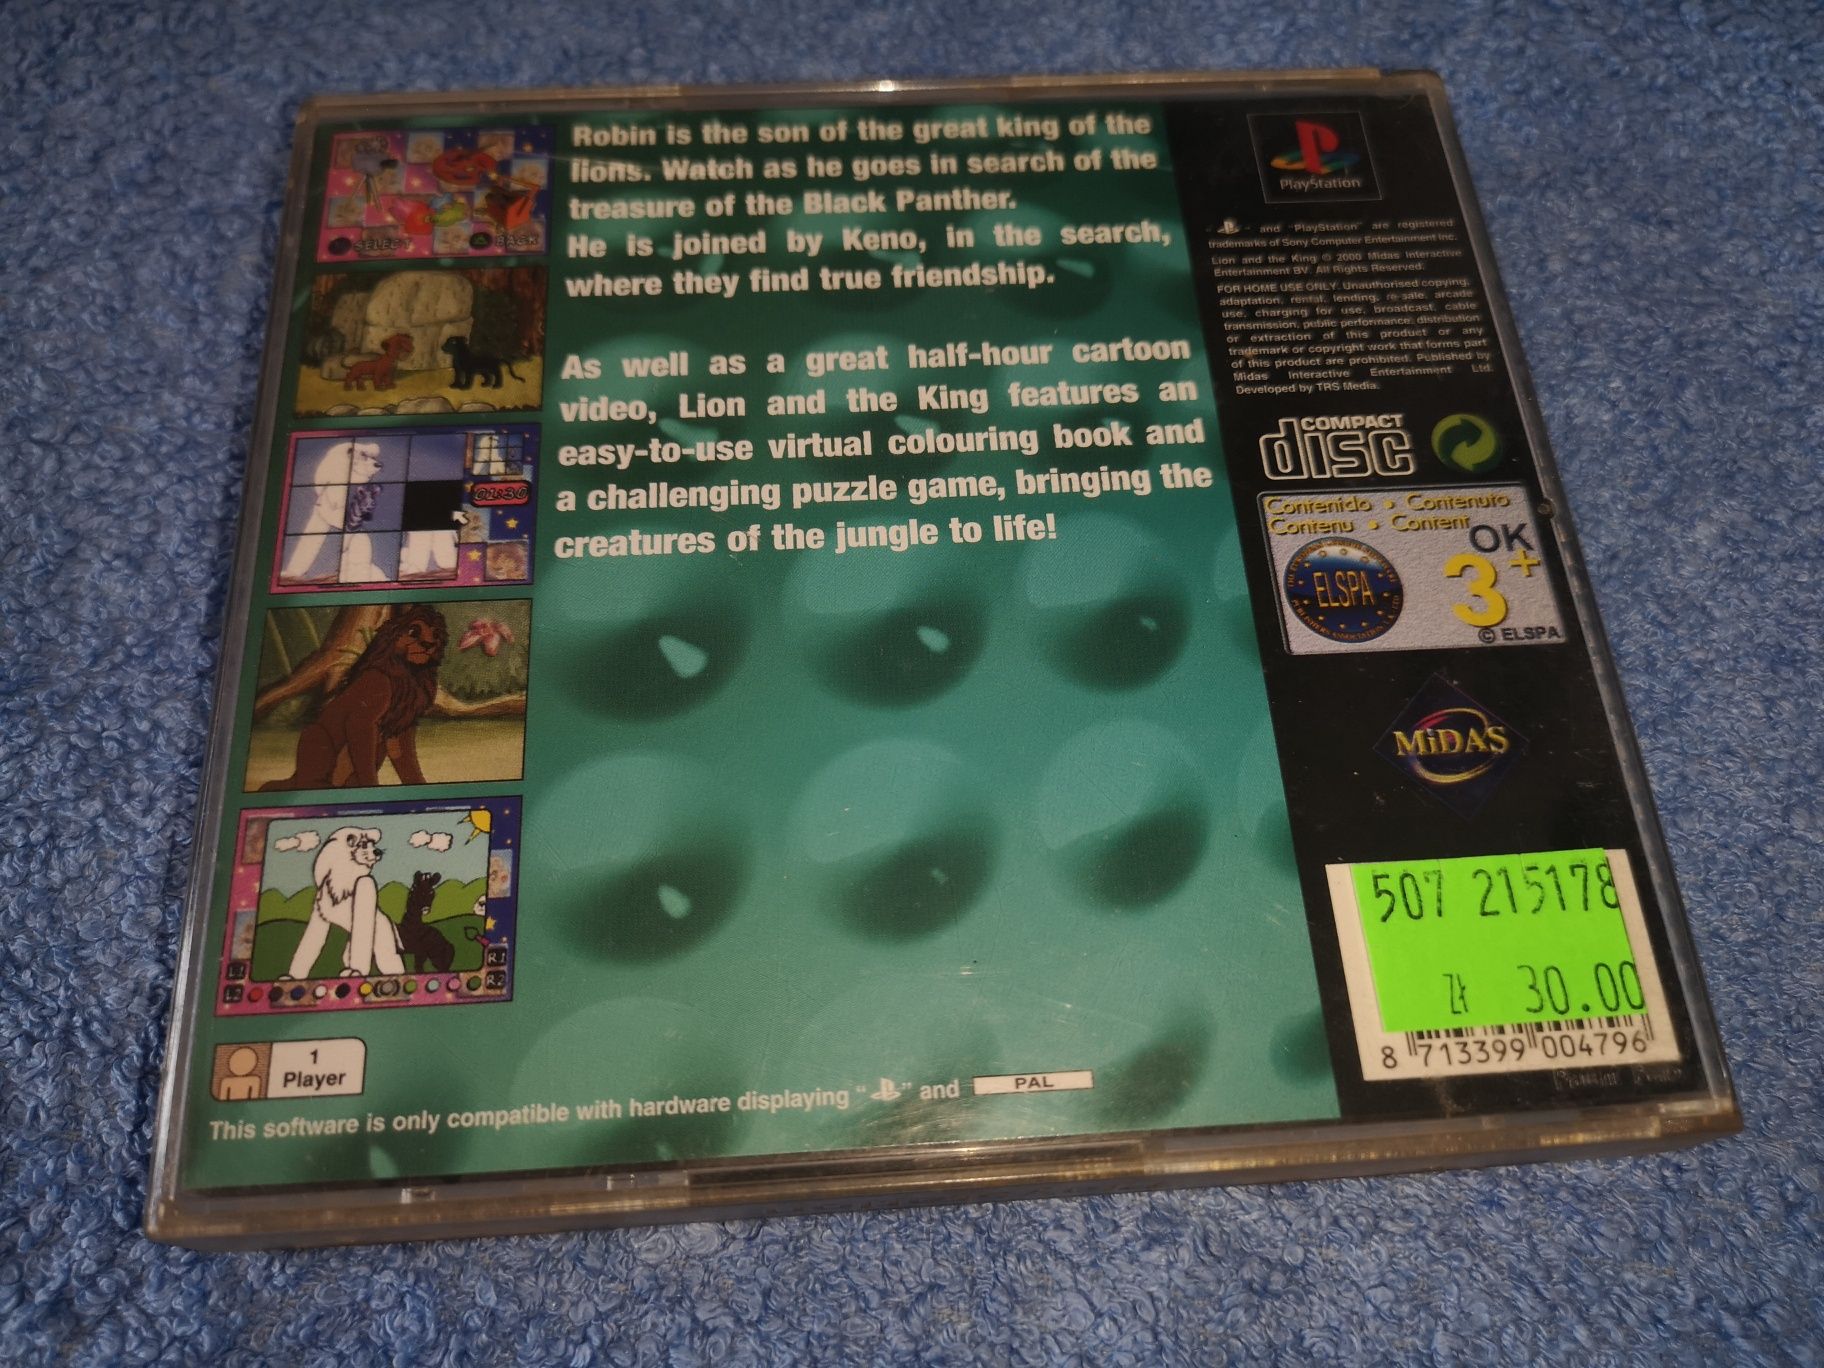 Robin is the son of the great king of the
lions. Watch as he goes in search of the
treasure of the Black Panther.
He is joined by Keno, in the search,
where they find true friendship.
As well as a great half-hour cartoon
video, Lion and the King features an
easy-to-use virtual colouring book and
a challenging puzzle game, bringing the
creatures of the jungle to life!
SELECT
BACK
01:30
L1
L2
R1
R2
1
Player
This software is only compatible with hardware displaying " " and PAL
PlayStation
" " and "PlayStation" are registered
trademarks of Sony Computer Entertainment Inc.
Lion and the King © 2000 Midas Interactive
Entertainment BV. All Rights Reserved.
FOR HOME USE ONLY. Unauthorised copying,
adaptation, rental, lending, re-sale, arcade
use, charging for use, broadcast, cable
transmission, public performance, distribution
or extraction of this product or any
trademark or copyright work that forms part
of this product are prohibited. Published by
Midas Interactive Entertainment Ltd.
Developed by TRS Media.
COMPACT
disc
Contenido • Contenuto
Contenu • Content
OK
ELSPA
3+
© ELSPA
MiDAS
507 215178
zł 30.00
8 713399 004796